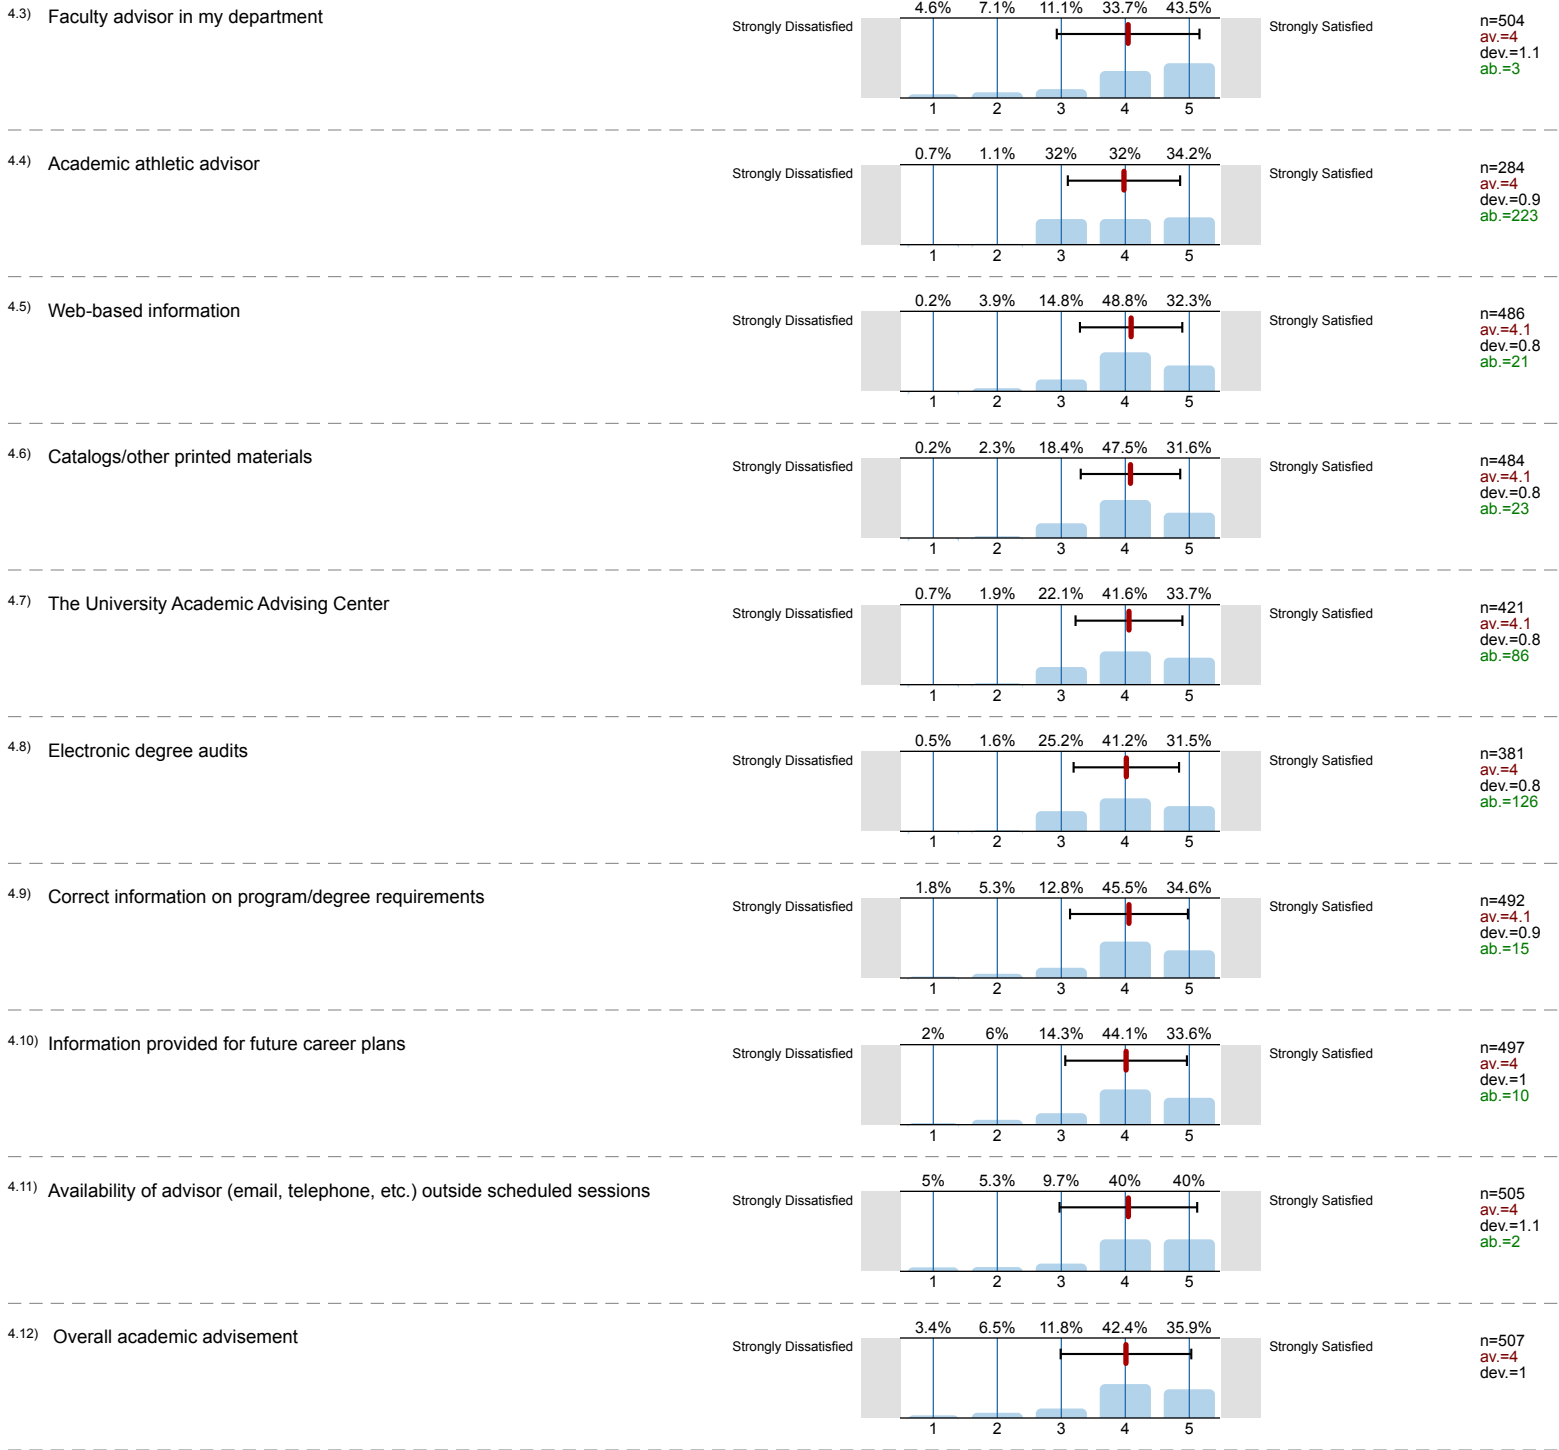 4.3) Faculty advisor in my department
4.6% 7.1% 11.1% 33.7% 43.5%
Strongly Dissatisfied Strongly Satisfied
n=504
av.=4
dev.=1.1
ab.=3
1 2 3 4 5
4.4) Academic athletic advisor
0.7% 1.1% 32% 32% 34.2%
Strongly Dissatisfied Strongly Satisfied
n=284
av.=4
dev.=0.9
ab.=223
1 2 3 4 5
4.5) Web-based information
0.2% 3.9% 14.8% 48.8% 32.3%
Strongly Dissatisfied Strongly Satisfied
n=486
av.=4.1
dev.=0.8
ab.=21
1 2 3 4 5
4.6) Catalogs/other printed materials
0.2% 2.3% 18.4% 47.5% 31.6%
Strongly Dissatisfied Strongly Satisfied
n=484
av.=4.1
dev.=0.8
ab.=23
1 2 3 4 5
4.7) The University Academic Advising Center
0.7% 1.9% 22.1% 41.6% 33.7%
Strongly Dissatisfied Strongly Satisfied
n=421
av.=4.1
dev.=0.8
ab.=86
1 2 3 4 5
4.8) Electronic degree audits
0.5% 1.6% 25.2% 41.2% 31.5%
Strongly Dissatisfied Strongly Satisfied
n=381
av.=4
dev.=0.8
ab.=126
1 2 3 4 5
4.9) Correct information on program/degree requirements
1.8% 5.3% 12.8% 45.5% 34.6%
Strongly Dissatisfied Strongly Satisfied
n=492
av.=4.1
dev.=0.9
ab.=15
1 2 3 4 5
4.10) Information provided for future career plans
2% 6% 14.3% 44.1% 33.6%
Strongly Dissatisfied Strongly Satisfied
n=497
av.=4
dev.=1
ab.=10
1 2 3 4 5
4.11) Availability of advisor (email, telephone, etc.) outside scheduled sessions
5% 5.3% 9.7% 40% 40%
Strongly Dissatisfied Strongly Satisfied
n=505
av.=4
dev.=1.1
ab.=2
1 2 3 4 5
4.12) Overall academic advisement
3.4% 6.5% 11.8% 42.4% 35.9%
Strongly Dissatisfied Strongly Satisfied
n=507
av.=4
dev.=1
1 2 3 4 5